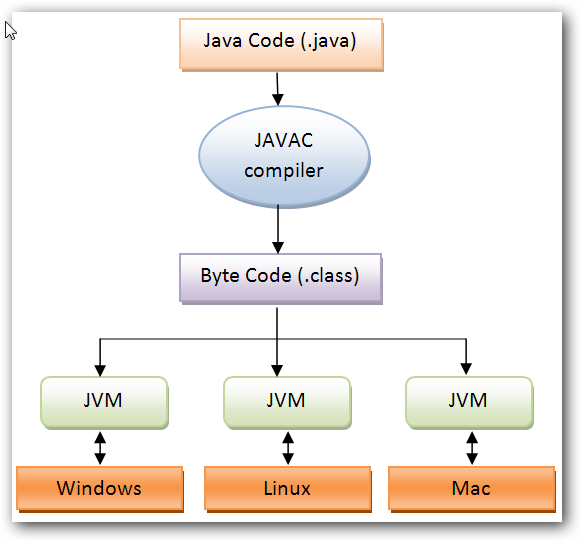 Java Code (.java)
JAVAC
compiler
Byte Code (.class)
JVM
JVM
JVM
Windows
Linux
Mac